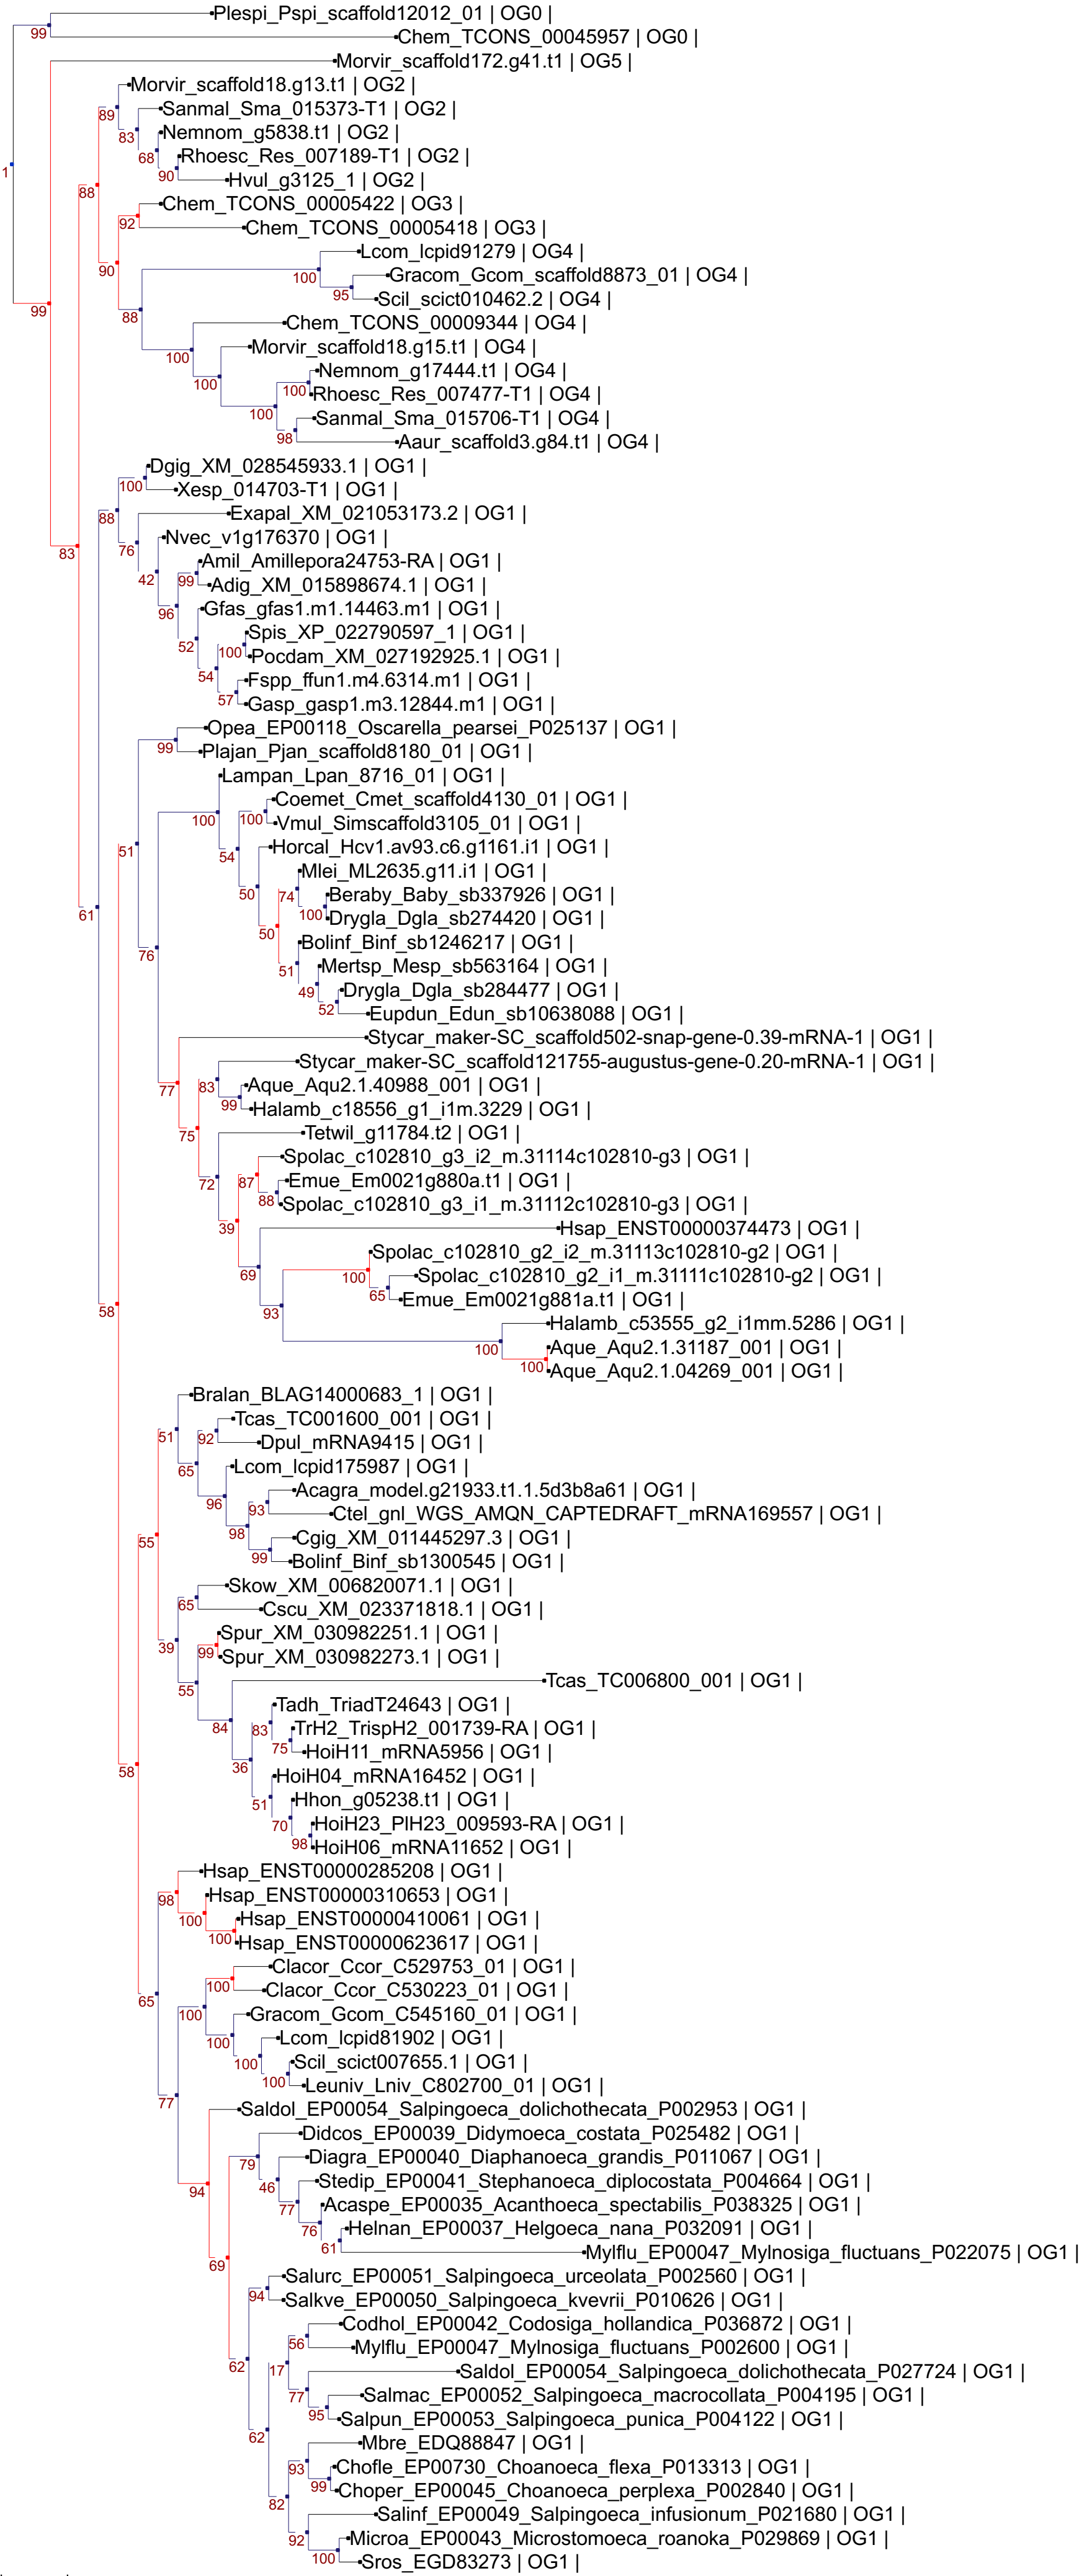 Plespi_Pspi_scaffold12012_01 | OG0 |
99
Chem_TCONS_00045957 | OG0 |
Morvir_scaffold172.g41.t1 | OG5 |
Morvir_scaffold18.g13.t1 | OG2 |
89
Sanmal_Sma_015373-T1 | OG2 |
83
Nemnom_g5838.t1 | OG2 |
68
Rhoesc_Res_007189-T1 | OG2 |
1
90
Hvul_g3125_1 | OG2 |
88
Chem_TCONS_00005422 | OG3 |
92
Chem_TCONS_00005418 | OG3 |
Lcom_lcpid91279 | OG4 |
90
100
Gracom_Gcom_scaffold8873_01 | OG4 |
95
Scil_scict010462.2 | OG4 |
99
88
Chem_TCONS_00009344 | OG4 |
Morvir_scaffold18.g15.t1 | OG4 |
100
Nemnom_g17444.t1 | OG4 |
100
100
Rhoesc_Res_007477-T1 | OG4 |
100
Sanmal_Sma_015706-T1 | OG4 |
98
Aaur_scaffold3.g84.t1 | OG4 |
Dgig_XM_028545933.1 | OG1 |
100
Xesp_014703-T1 | OG1 |
88
Exapal_XM_021053173.2 | OG1 |
Nvec_v1g176370 | OG1 |
83
76
Amil_Amillepora24753-RA | OG1 |
42
99
Adig_XM_015898674.1 | OG1 |
96
Gfas_gfas1.m1.14463.m1 | OG1 |
Spis_XP_022790597_1 | OG1 |
52
100
Pocdam_XM_027192925.1 | OG1 |
54
Fspp_ffun1.m4.6314.m1 | OG1 |
57
Gasp_gasp1.m3.12844.m1 | OG1 |
Opea_EP00118_Oscarella_pearsei_P025137 | OG1 |
99
Plajan_Pjan_scaffold8180_01 | OG1 |
Lampan_Lpan_8716_01 | OG1 |
Coemet_Cmet_scaffold4130_01 | OG1 |
100
100
Vmul_Simscaffold3105_01 | OG1 |
51
54
Horcal_Hcv1.av93.c6.g1161.i1 | OG1 |
Mlei_ML2635.g11.i1 | OG1 |
50
74
Beraby_Baby_sb337926 | OG1 |
61
100
Drygla_Dgla_sb274420 | OG1 |
50
Bolinf_Binf_sb1246217 | OG1 |
76
51
Mertsp_Mesp_sb563164 | OG1 |
49
Drygla_Dgla_sb284477 | OG1 |
52
Eupdun_Edun_sb10638088 | OG1 |
Stycar_maker-SC_scaffold502-snap-gene-0.39-mRNA-1 | OG1 |
Stycar_maker-SC_scaffold121755-augustus-gene-0.20-mRNA-1 | OG1 |
77
83
Aque_Aqu2.1.40988_001 | OG1 |
99
Halamb_c18556_g1_i1m.3229 | OG1 |
75
Tetwil_g11784.t2 | OG1 |
Spolac_c102810_g3_i2_m.31114c102810-g3 | OG1 |
72
87
Emue_Em0021g880a.t1 | OG1 |
88
Spolac_c102810_g3_i1_m.31112c102810-g3 | OG1 |
39
Hsap_ENST00000374473 | OG1 |
Spolac_c102810_g2_i2_m.31113c102810-g2 | OG1 |
69
100
Spolac_c102810_g2_i1_m.31111c102810-g2 | OG1 |
65
Emue_Em0021g881a.t1 | OG1 |
58
93
Halamb_c53555_g2_i1mm.5286 | OG1 |
100
Aque_Aqu2.1.31187_001 | OG1 |
100
Aque_Aqu2.1.04269_001 | OG1 |
Bralan_BLAG14000683_1 | OG1 |
Tcas_TC001600_001 | OG1 |
51
92
Dpul_mRNA9415 | OG1 |
65
Lcom_lcpid175987 | OG1 |
Acagra_model.g21933.t1.1.5d3b8a61 | OG1 |
96
93
Ctel_gnl_WGS_AMQN_CAPTEDRAFT_mRNA169557 | OG1 |
98
Cgig_XM_011445297.3 | OG1 |
55
99
Bolinf_Binf_sb1300545 | OG1 |
Skow_XM_006820071.1 | OG1 |
65
Cscu_XM_023371818.1 | OG1 |
Spur_XM_030982251.1 | OG1 |
39
99
Spur_XM_030982273.1 | OG1 |
Tcas_TC006800_001 | OG1 |
55
Tadh_TriadT24643 | OG1 |
84
83
TrH2_TrispH2_001739-RA | OG1 |
75
HoiH11_mRNA5956 | OG1 |
58
36
HoiH04_mRNA16452 | OG1 |
51
Hhon_g05238.t1 | OG1 |
70
HoiH23_PlH23_009593-RA | OG1 |
98
HoiH06_mRNA11652 | OG1 |
Hsap_ENST00000285208 | OG1 |
98
Hsap_ENST00000310653 | OG1 |
100
Hsap_ENST00000410061 | OG1 |
100
Hsap_ENST00000623617 | OG1 |
Clacor_Ccor_C529753_01 | OG1 |
100
Clacor_Ccor_C530223_01 | OG1 |
65
100
Gracom_Gcom_C545160_01 | OG1 |
100
Lcom_lcpid81902 | OG1 |
100
Scil_scict007655.1 | OG1 |
100
Leuniv_Lniv_C802700_01 | OG1 |
77
Saldol_EP00054_Salpingoeca_dolichothecata_P002953 | OG1 |
Didcos_EP00039_Didymoeca_costata_P025482 | OG1 |
79
Diagra_EP00040_Diaphanoeca_grandis_P011067 | OG1 |
94
46
Stedip_EP00041_Stephanoeca_diplocostata_P004664 | OG1 |
77
Acaspe_EP00035_Acanthoeca_spectabilis_P038325 | OG1 |
76
Helnan_EP00037_Helgoeca_nana_P032091 | OG1 |
61
69
Mylflu_EP00047_Mylnosiga_fluctuans_P022075 | OG1 |
Salurc_EP00051_Salpingoeca_urceolata_P002560 | OG1 |
94
Salkve_EP00050_Salpingoeca_kvevrii_P010626 | OG1 |
Codhol_EP00042_Codosiga_hollandica_P036872 | OG1 |
56
Mylflu_EP00047_Mylnosiga_fluctuans_P002600 | OG1 |
62
17
Saldol_EP00054_Salpingoeca_dolichothecata_P027724 | OG1 |
77
Salmac_EP00052_Salpingoeca_macrocollata_P004195 | OG1 |
95
Salpun_EP00053_Salpingoeca_punica_P004122 | OG1 |
62
Mbre_EDQ88847 | OG1 |
93
Chofle_EP00730_Choanoeca_flexa_P013313 | OG1 |
99
Choper_EP00045_Choanoeca_perplexa_P002840 | OG1 |
82
Salinf_EP00049_Salpingoeca_infusionum_P021680 | OG1 |
92
Microa_EP00043_Microstomoeca_roanoka_P029869 | OG1 |
100
Sros_EGD83273 | OG1 |